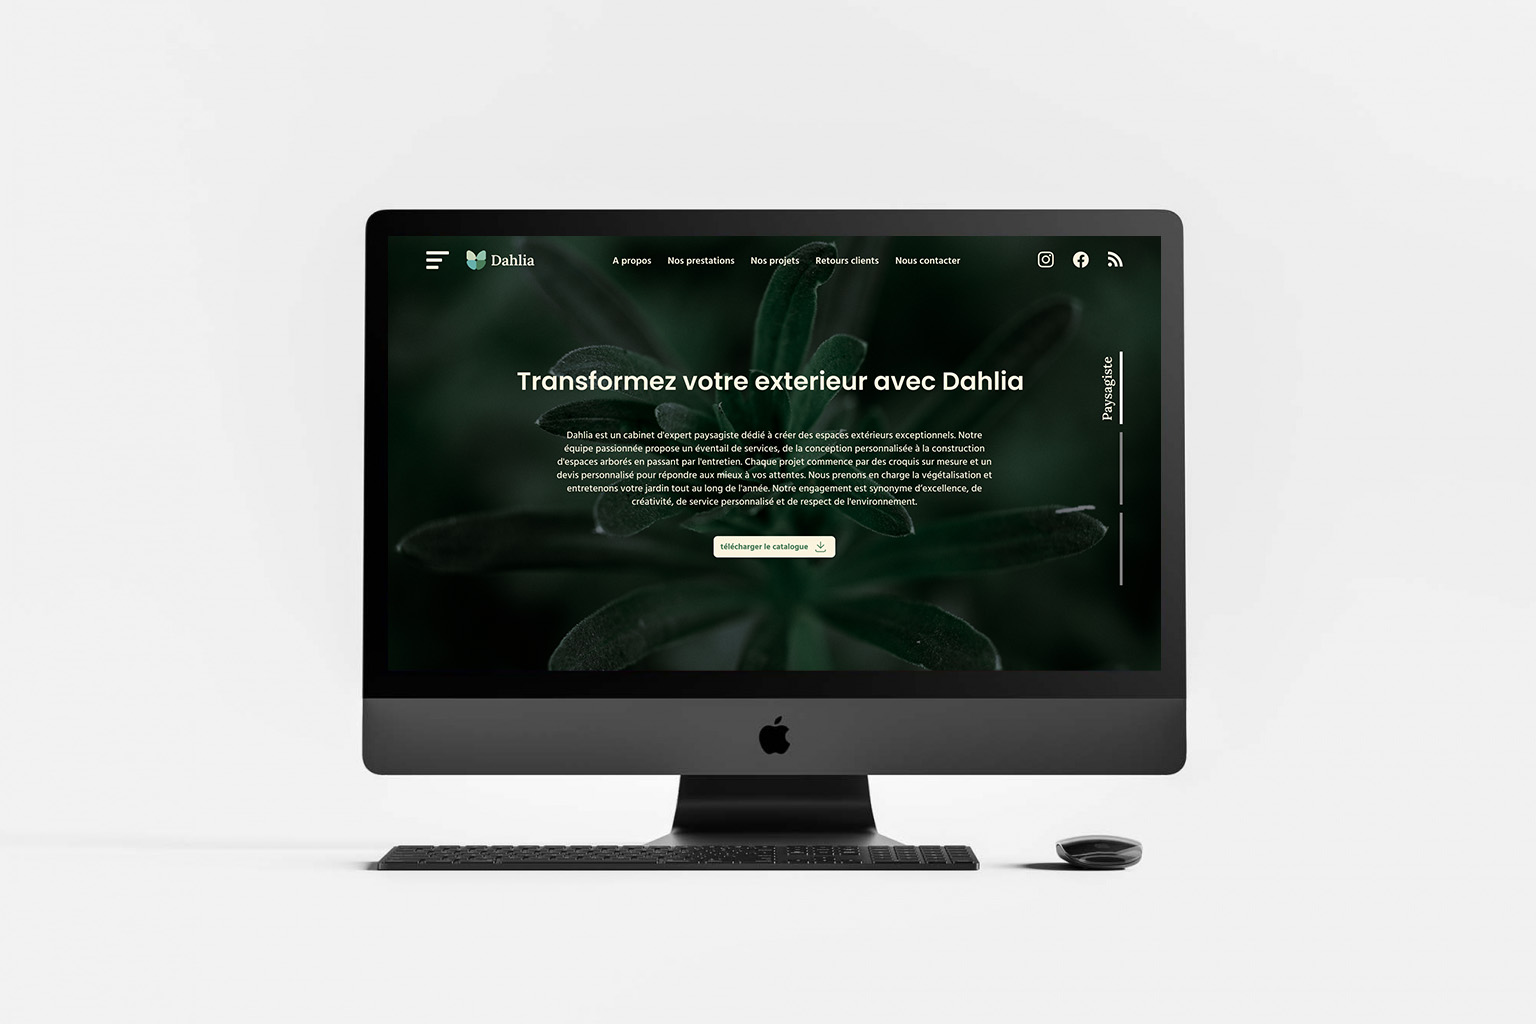 Dahlia
A propos
Nos prestations
Nos projets
Retours clients
Nous contacter
Paysagiste
Transformez votre exterieur avec Dahlia
Dahlia est un cabinet d'expert paysagiste dédié à créer des espaces extérieurs exceptionnels. Notre
équipe passionnée propose un éventail de services, de la conception personnalisée à la construction
d'espaces arborés en passant par l'entretien. Chaque projet commence par des croquis sur mesure et un
devis personnalisé pour répondre aux mieux à vos attentes. Nous prenons en charge la végétalisation et
entretenons votre jardin tout au long de l'année. Notre engagement est synonyme d'excellence, de
créativité, de service personnalisé et de respect de l'environnement.
télécharger le catalogue